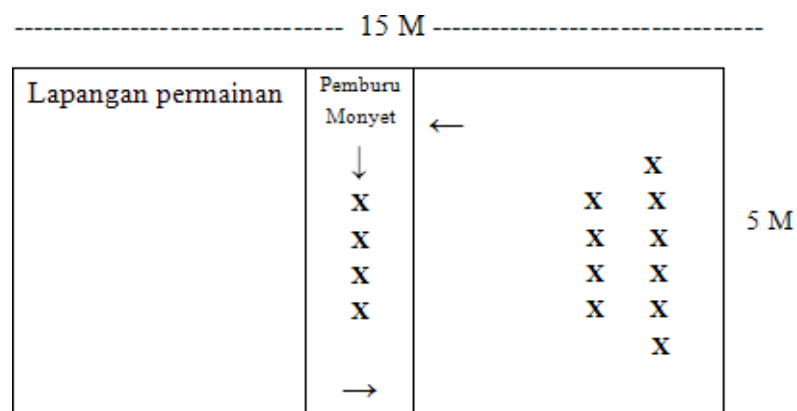 ---------------------------------- 15 M ----------------------------------
Lapangan permainan
Pemburu
Monyet
←
↓
X
X
X
X
→
X
X X
X X
X X
X X
X
5 M